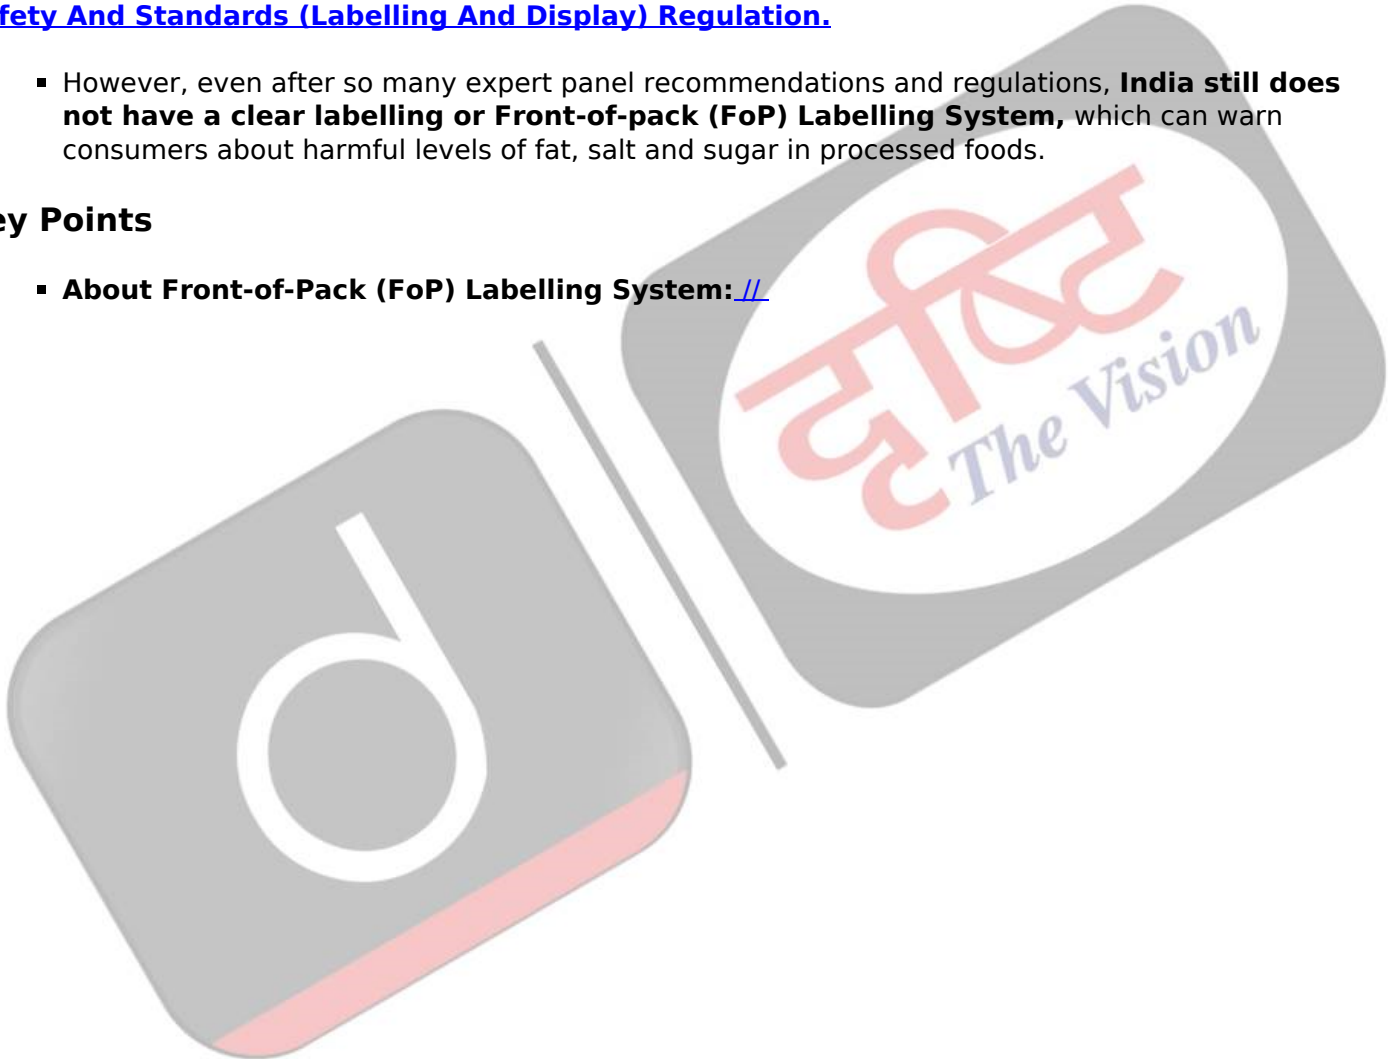 fety And Standards (Labelling And Display) Regulation.
▪ However, even after so many expert panel recommendations and regulations, India still does
not have a clear labelling or Front-of-pack (FoP) Labelling System, which can warn
consumers about harmful levels of fat, salt and sugar in processed foods.
ey Points
▪ About Front-of-Pack (FoP) Labelling System: //
दृष्टि
The Vision
d